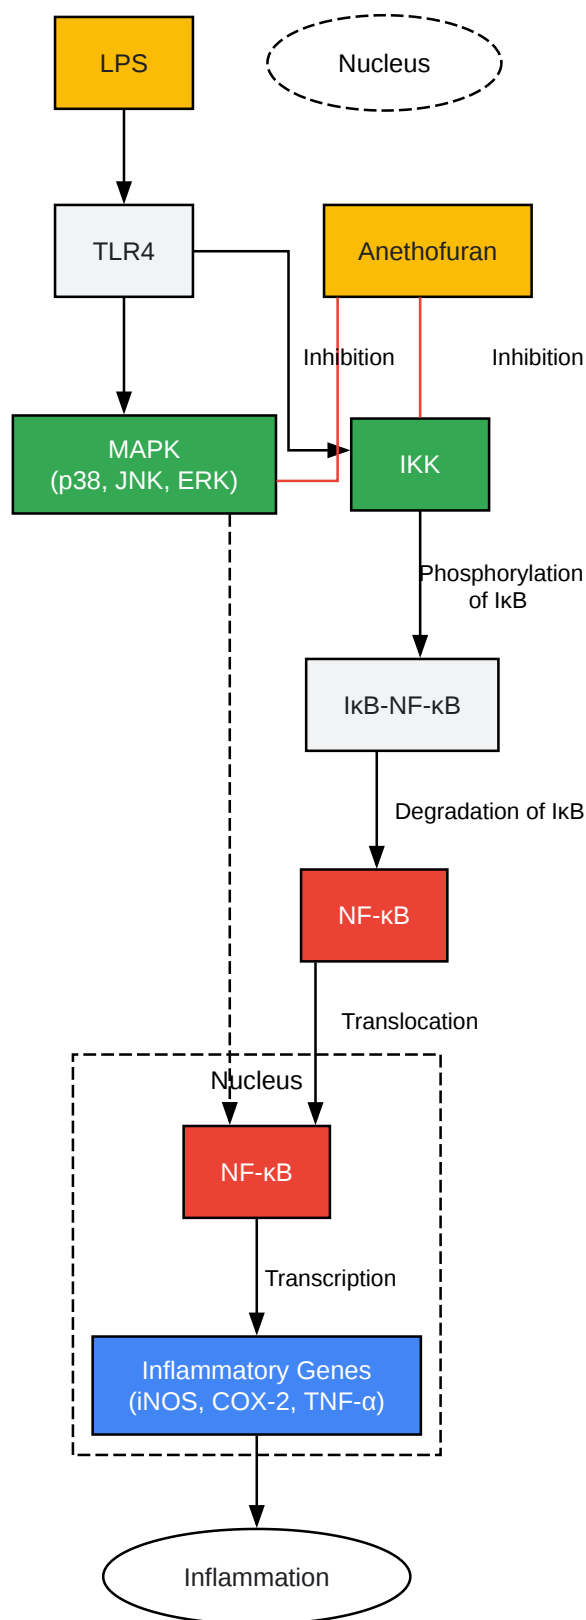 LPS
Nucleus
TLR4
Anethofuran
Inhibition
Inhibition
MAPK
(p38, JNK, ERK)
IKK
Phosphorylation
of IκB
IκB-NF-κB
Degradation of IκB
NF-κB
Translocation
Nucleus
NF-κB
Transcription
Inflammatory Genes
(iNOS, COX-2, TNF-α)
Inflammation